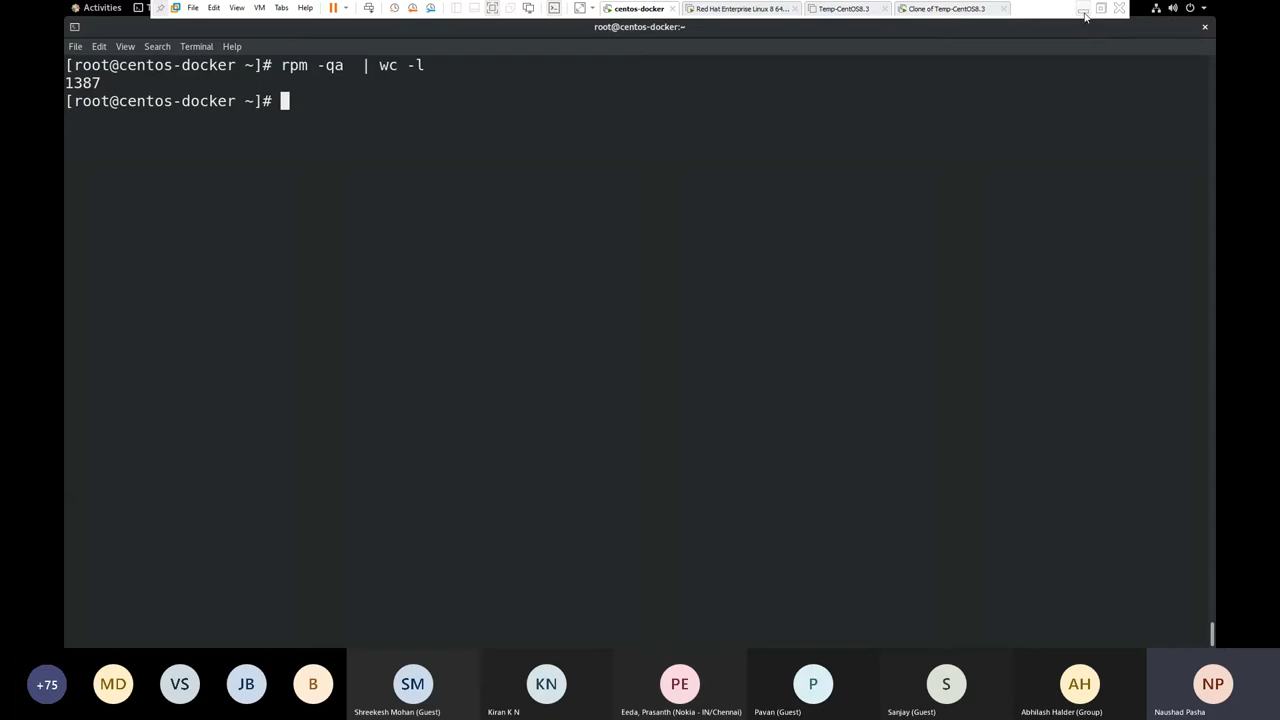 Activities
File Edit View VM Tabs Help
centos-docker
Red Hat Enterprise Linux 8 64...
Temp-CentOS8.3
Clone of Temp-CentOS8.3
root@centos-docker:~
File Edit View Search Terminal Help
[root@centos-docker ~]# rpm -qa  | wc -l
1387
[root@centos-docker ~]#
+75
MD
VS
JB
B
SM
KN
PE
P
S
AH
NP
Shreekesh Mohan (Guest)
Kiran K N
Eeda, Prasanth (Nokia - IN/Chennai)
Pavan (Guest)
Sanjay (Guest)
Abhilash Halder (Group)
Naushad Pasha